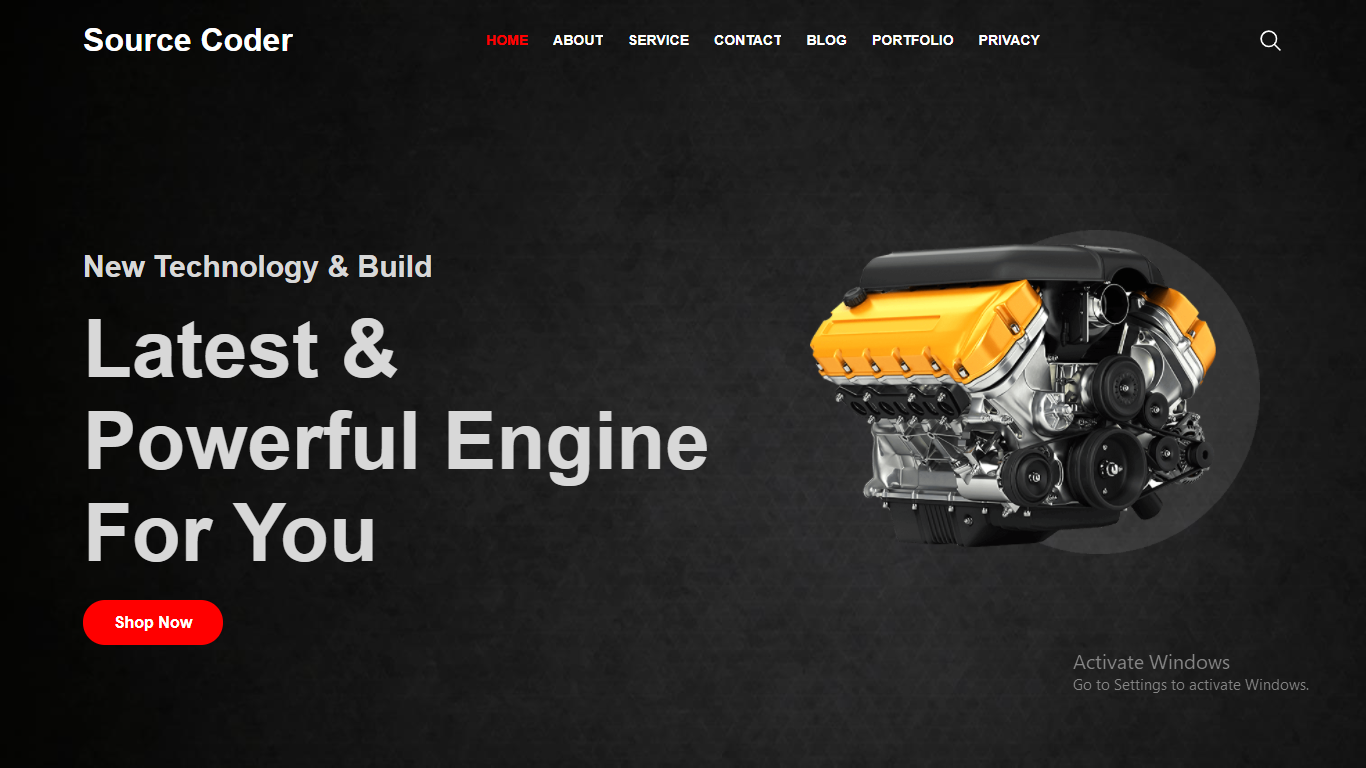 Source Coder
HOME ABOUT SERVICE CONTACT BLOG PORTFOLIO PRIVACY
New Technology & Build
Latest &
Powerful Engine
For You
Shop Now
Activate Windows
Go to Settings to activate Windows.